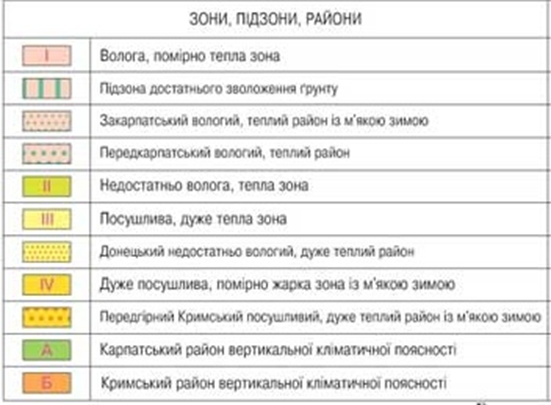 ЗОНИ, ПІДЗОНИ, РАЙОНИ
I Волога, помірно тепла зона
Підзона достатнього зволоження ґрунту
Закарпатський вологий, теплий район із м'якою зимою
Передкарпатський вологий, теплий район
II Недостатньо волога, тепла зона
III Посушлива, дуже тепла зона
Донецький недостатньо вологий, дуже теплий район
IV Дуже посушлива, помірно жарка зона із м'якою зимою
Передгірний Кримський посушливий, дуже теплий район із м'якою зимою
А Карпатський район вертикальної кліматичної поясності
Б Кримський район вертикальної кліматичної поясності